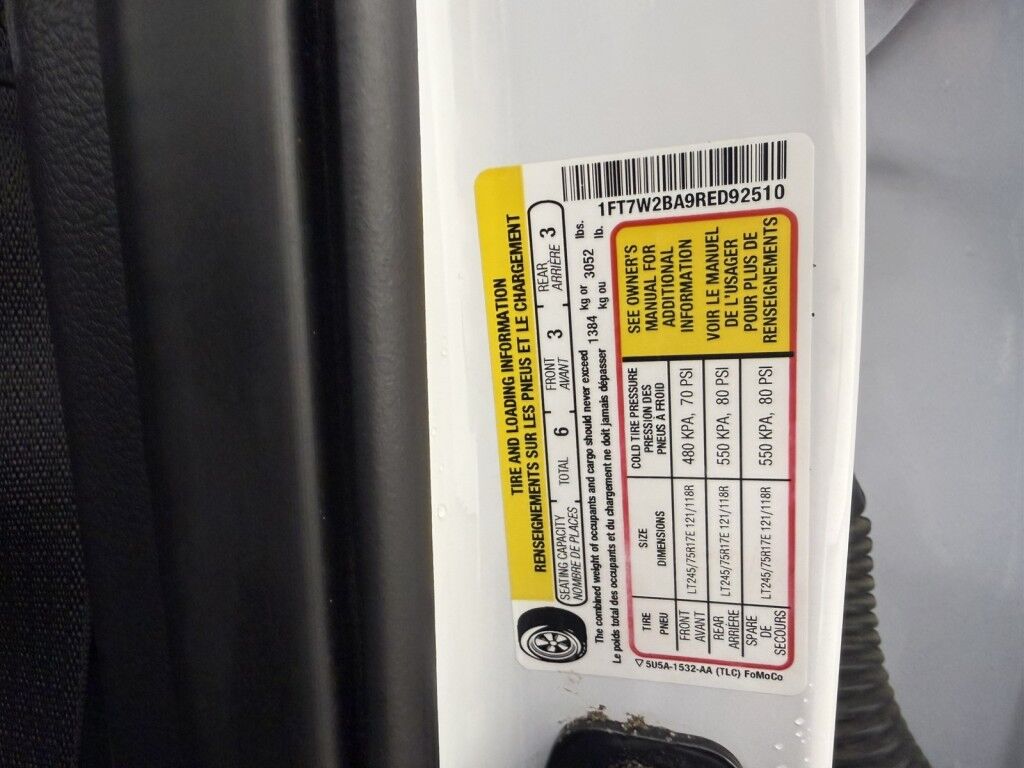 TIRE AND LOADING INFORMATION
RENSEIGNEMENTS SUR LES PNEUS ET LE CHARGEMENT
SEATING CAPACITY TOTAL 6 FRONT 3 REAR 3
NOMBRE DE PLACES AVANT ARRIÈRE
The combined weight of occupants and cargo should never exceed 1384 kg or 3052 lbs.
Le poids total des occupants et du chargement ne doit jamais dépasser kg ou lb.
1FT7W2BA9RED92510
TIRE SIZE COLD TIRE PRESSURE
PNEU DIMENSIONS PRESSION DES
PNEUS À FROID
FRONT LT245/75R17E 121/118R 480 KPA, 70 PSI
AVANT
REAR LT245/75R17E 121/118R 550 KPA, 80 PSI
ARRIÈRE
SPARE LT245/75R17E 121/118R 550 KPA, 80 PSI
DE
SECOURS
SEE OWNER'S
MANUAL FOR
ADDITIONAL
INFORMATION
VOIR LE MANUEL
DE L'USAGER
POUR PLUS DE
RENSEIGNEMENTS
5U5A-1532-AA (TLC) FoMoCo